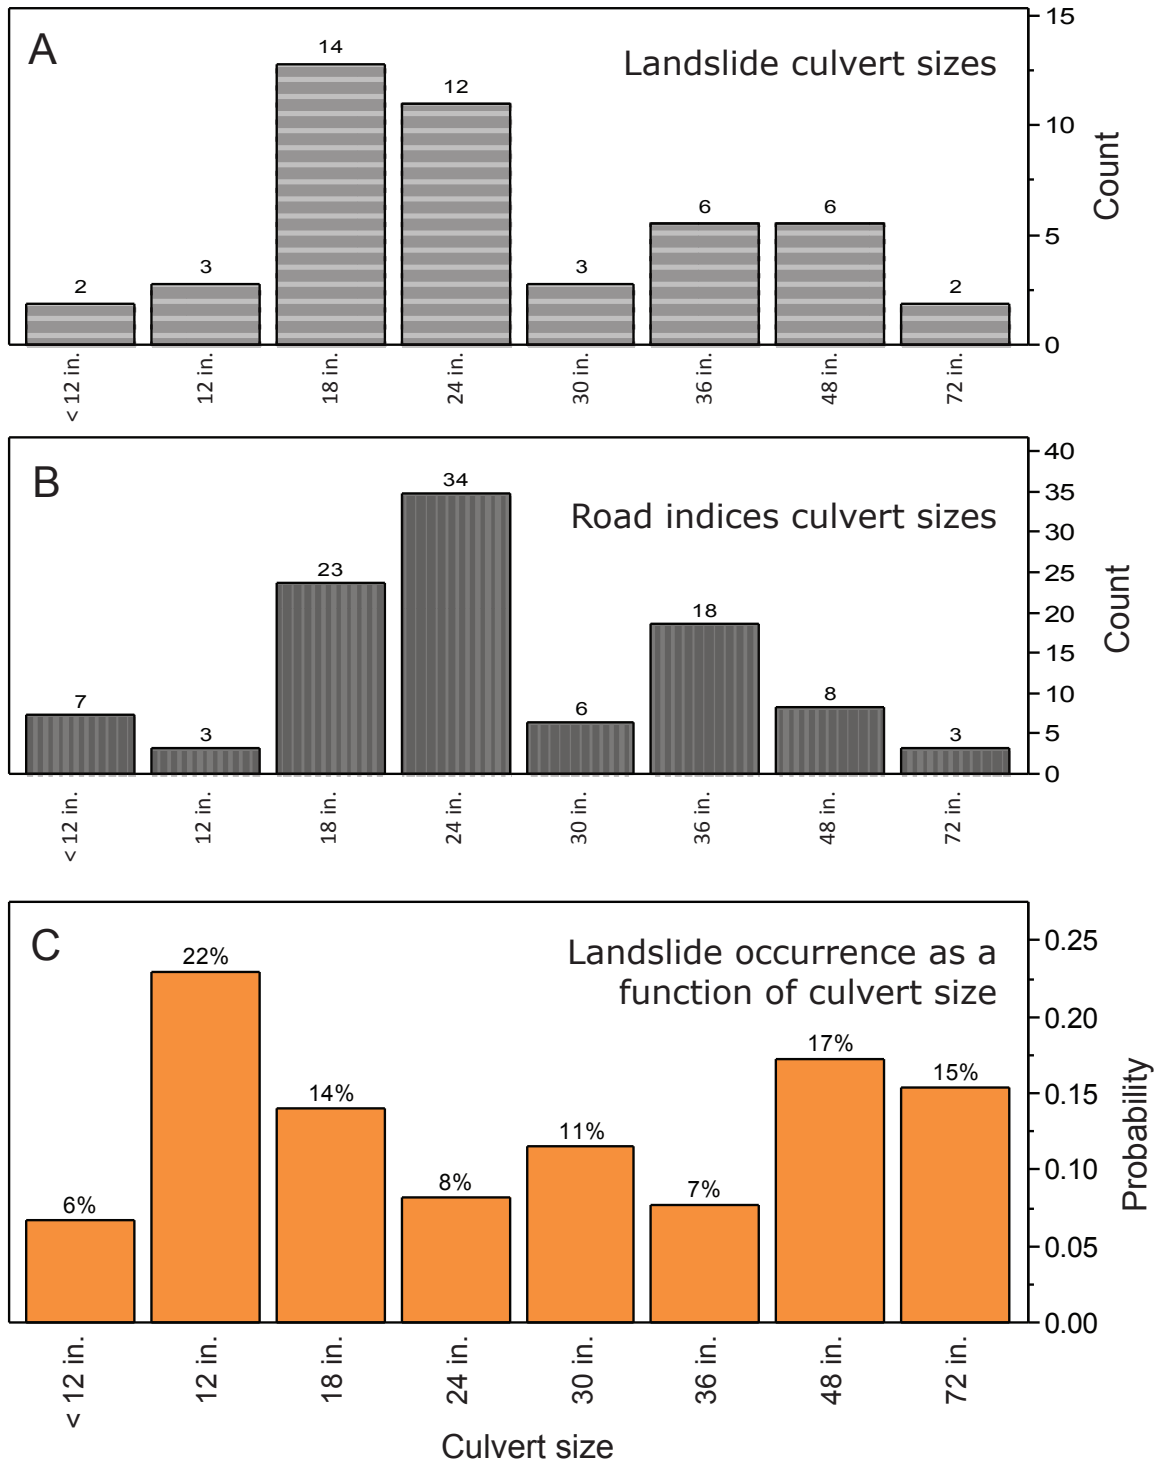 A
Landslide culvert sizes
2
3
14
12
3
6
6
2
15
10
5
0
Count
< 12 in.
12 in.
18 in.
24 in.
30 in.
36 in.
48 in.
72 in.
B
Road indices culvert sizes
7
3
23
34
6
18
8
3
40
35
30
25
20
15
10
5
0
Count
< 12 in.
12 in.
18 in.
24 in.
30 in.
36 in.
48 in.
72 in.
C
Landslide occurrence as a
function of culvert size
6%
22%
14%
8%
11%
7%
17%
15%
0.25
0.20
0.15
0.10
0.05
0.00
Probability
< 12 in.
12 in.
18 in.
24 in.
30 in.
36 in.
48 in.
72 in.
Culvert size